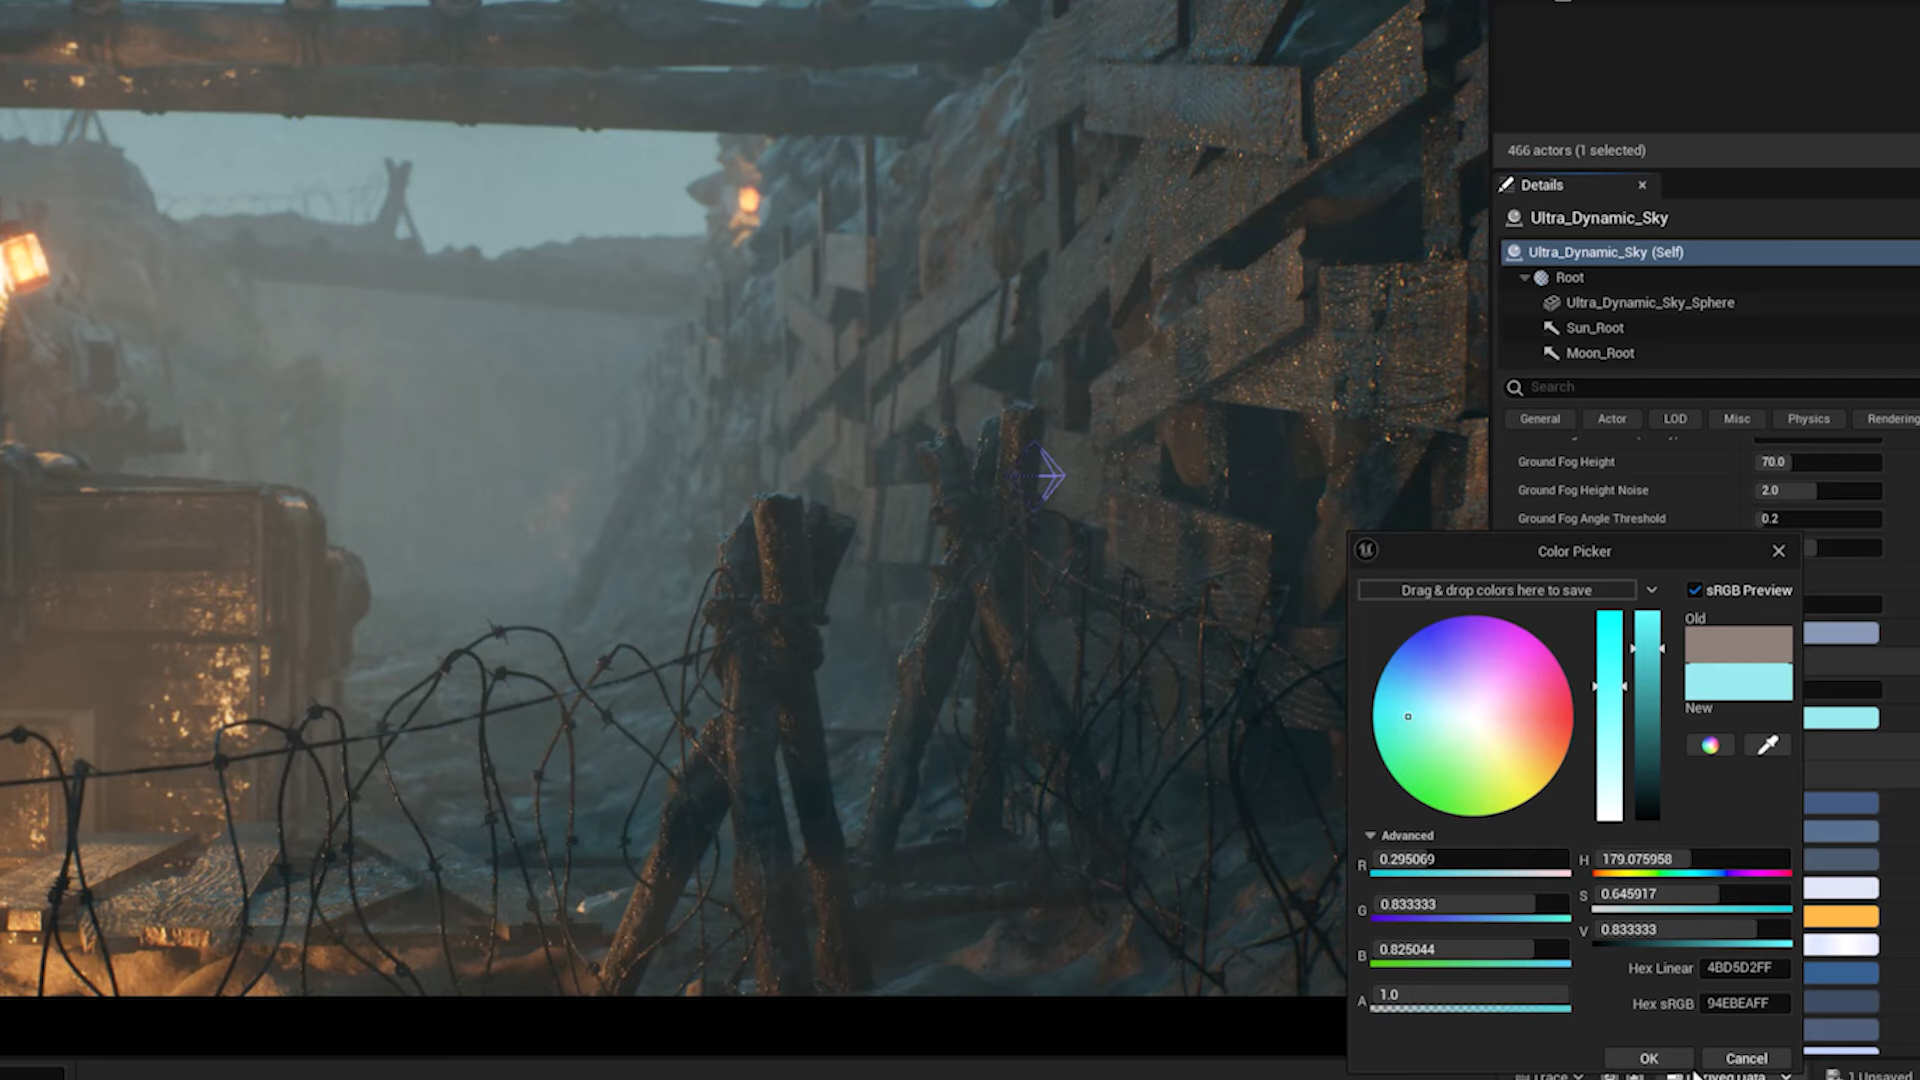 466 actors (1 selected)
Details
Ultra_Dynamic_Sky
Ultra_Dynamic_Sky (Self)
Root
Ultra_Dynamic_Sky_Sphere
Sun_Root
Moon_Root
Search
General Actor LOD Misc Physics Rendering
Ground Fog Height 70.0
Ground Fog Height Noise 2.0
Ground Fog Angle Threshold 0.2
Color Picker
Drag & drop colors here to save
sRGB Preview
Old
New
Advanced
R 0.295069
H 179.075958
G 0.833333
S 0.645917
B 0.825044
V 0.833333
A 1.0
Hex Linear 4BD5D2FF
Hex sRGB 94EBEAFF
OK Cancel
Trace
Data
1 Unsaved